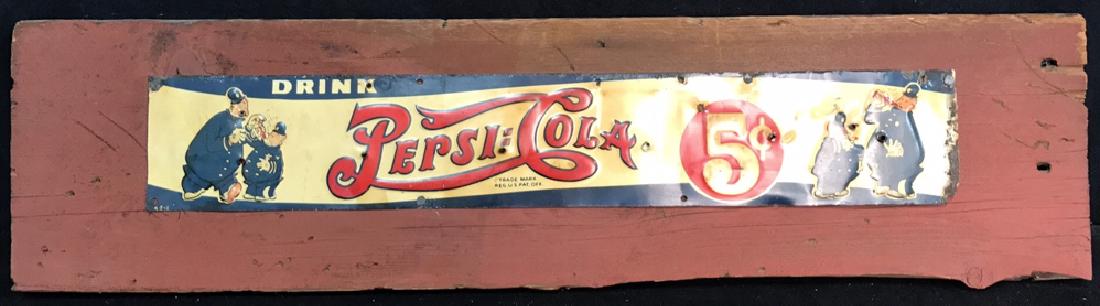 DRINK
PEPSI:COLA
TRADE MARK
REG. U.S. PAT. OFF.
5¢